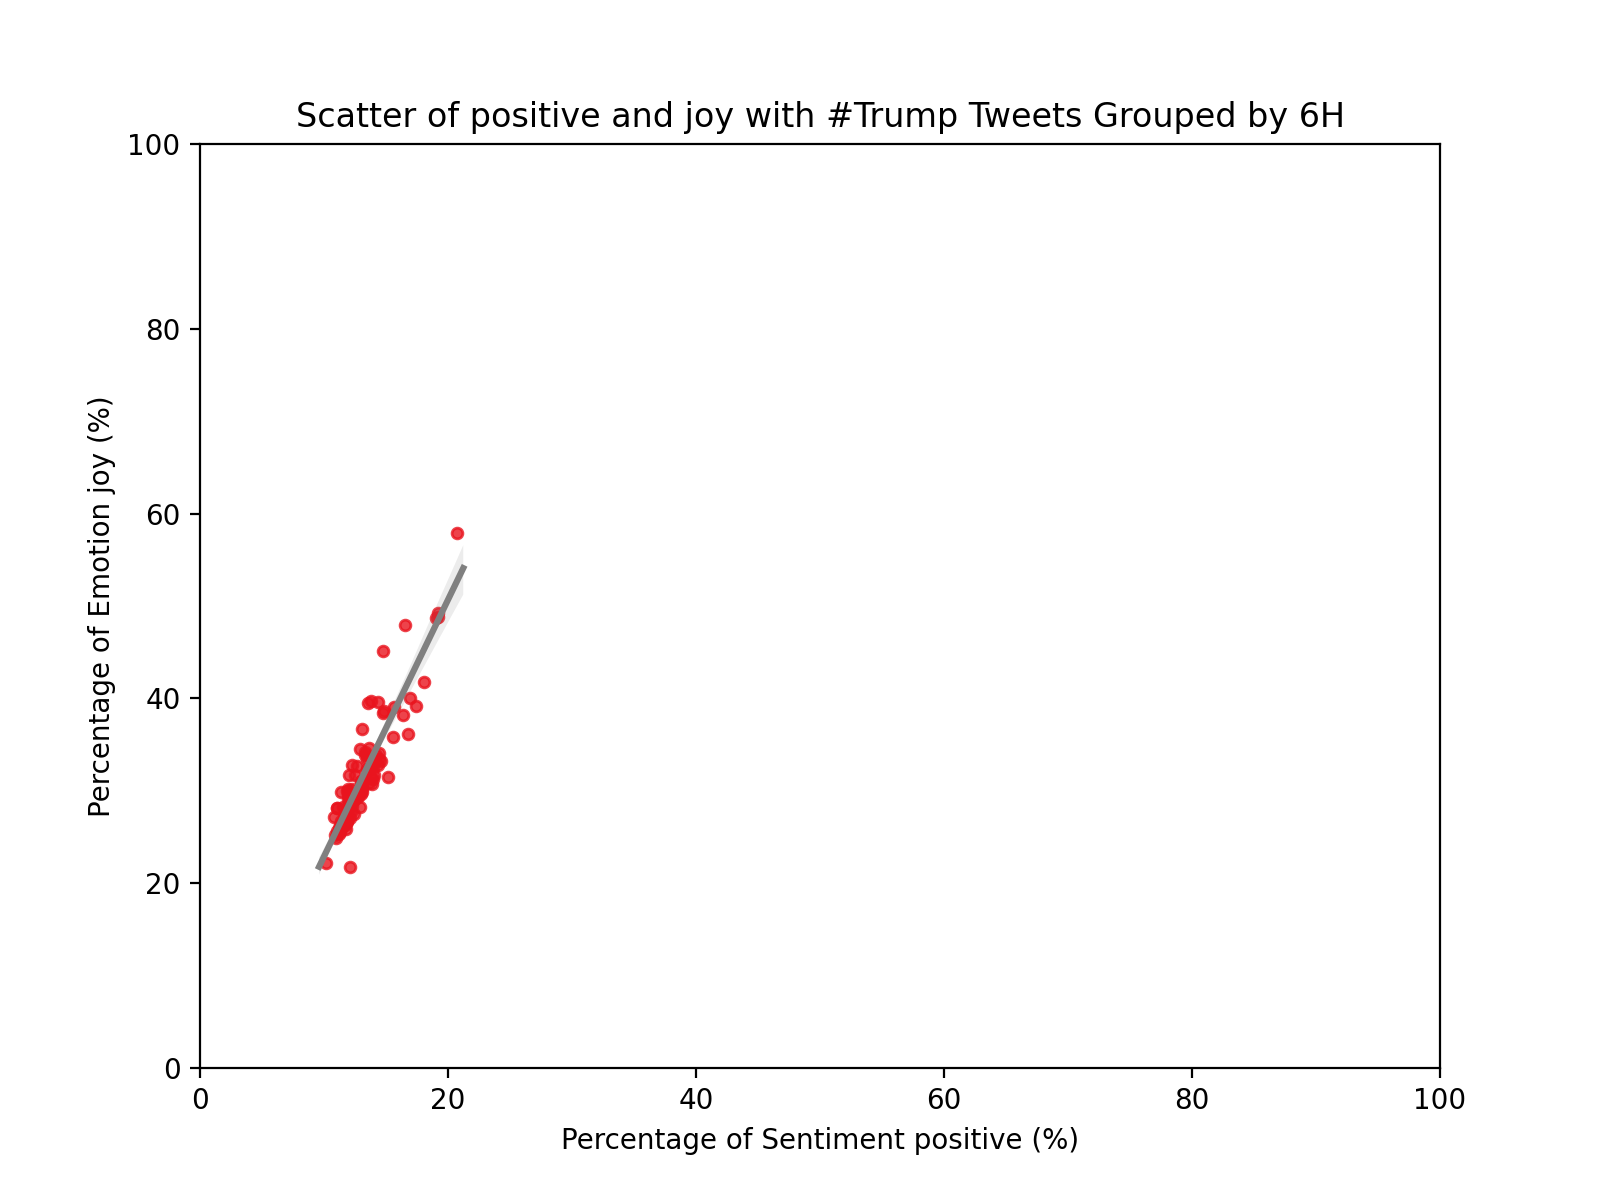 Scatter of positive and joy with #Trump Tweets Grouped by 6H
100
80
60
40
20
0
Percentage of Emotion joy (%)
0 20 40 60 80 100
Percentage of Sentiment positive (%)